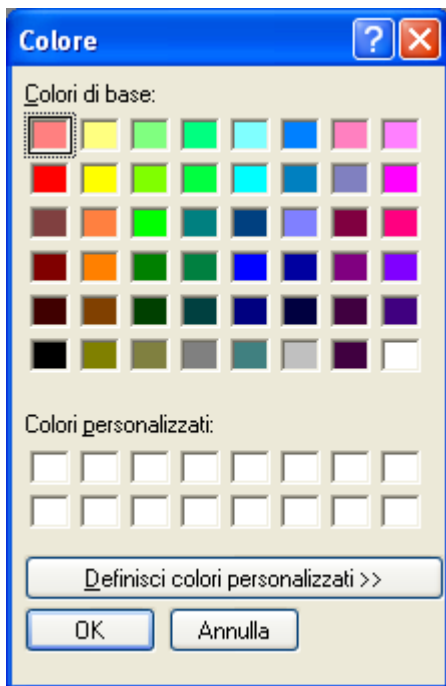 Colore
Colori di base:
Colori personalizzati:
Definisci colori personalizzati >>
OK
Annulla